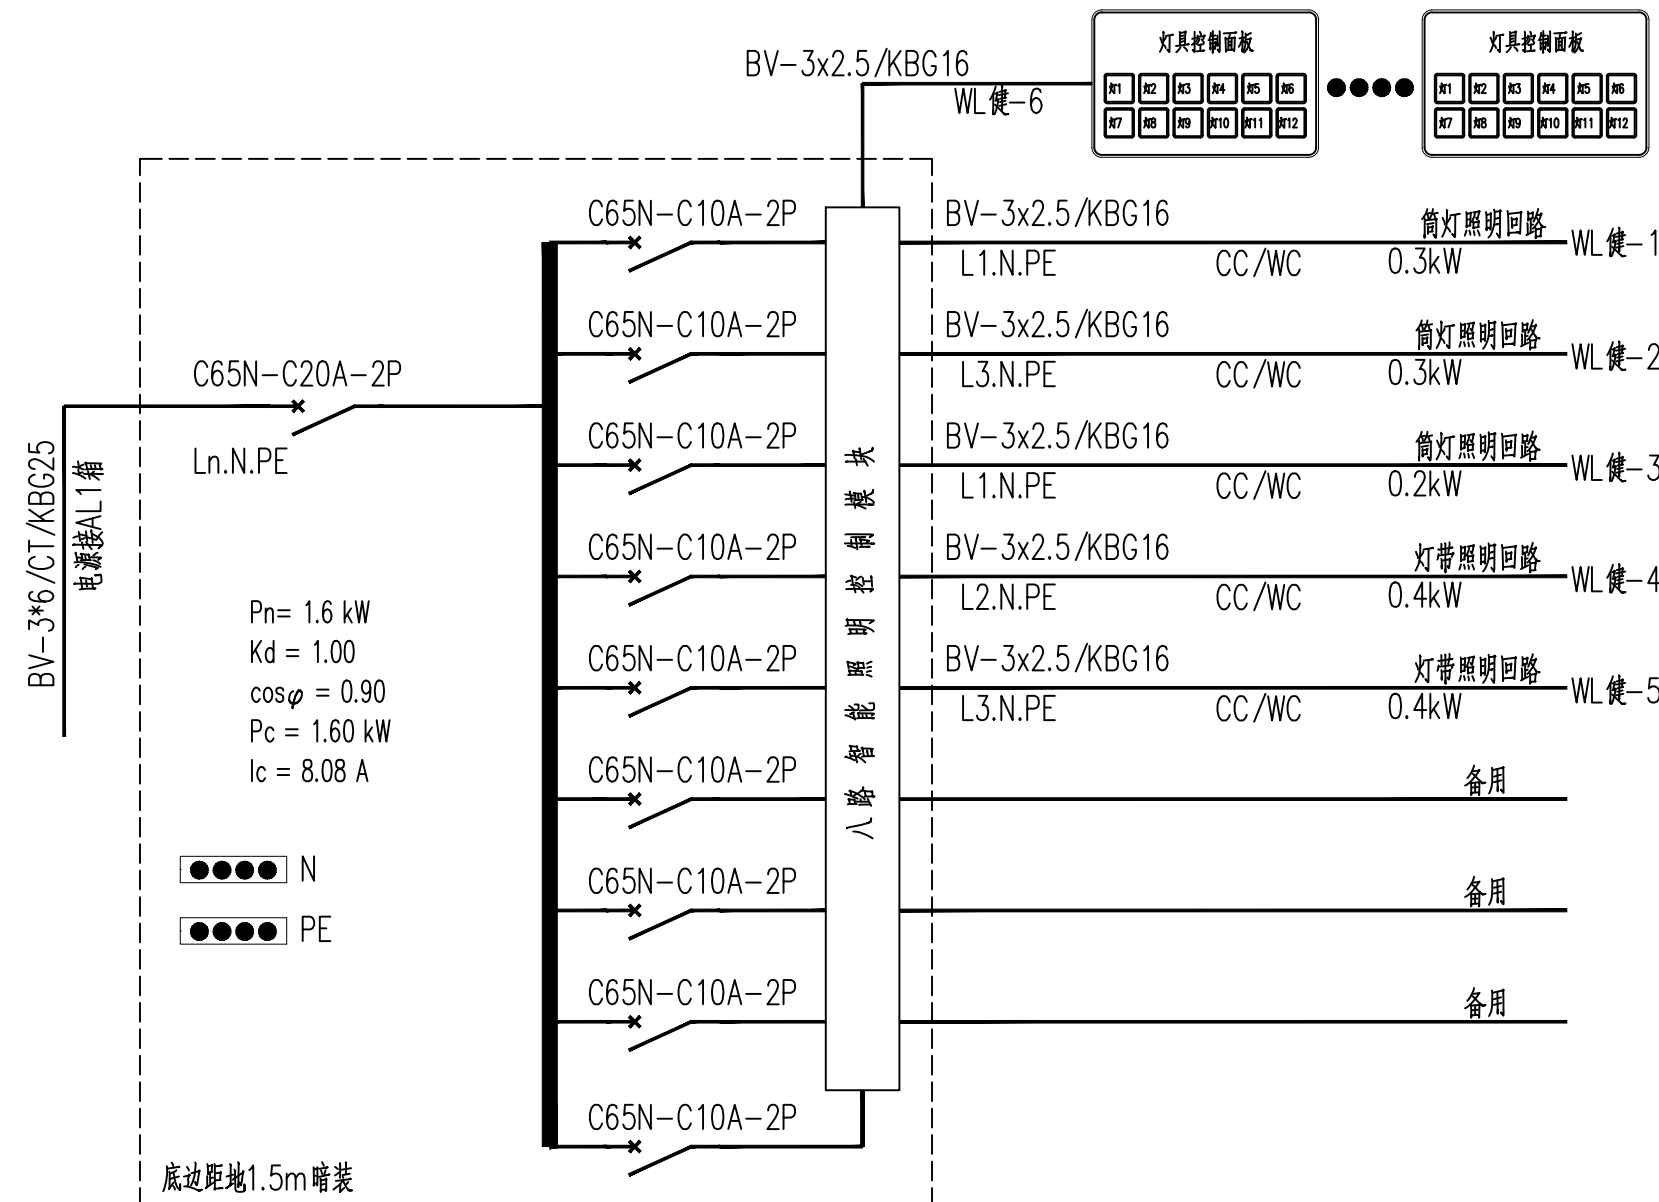 灯具控制面板
灯1 灯2 灯3 灯4 灯5 灯6
灯7 灯8 灯9 灯10 灯11 灯12
灯具控制面板
灯1 灯2 灯3 灯4 灯5 灯6
灯7 灯8 灯9 灯10 灯11 灯12
BV-3x2.5/KBG16
WL健-6
C65N-C10A-2P
BV-3x2.5/KBG16
筒灯照明回路
WL健-1
L1.N.PE
CC/WC
0.3kW
C65N-C10A-2P
BV-3x2.5/KBG16
筒灯照明回路
WL健-2
L3.N.PE
CC/WC
0.3kW
C65N-C20A-2P
Ln.N.PE
BV-3*6/CT/KBG25
电源接AL1箱
C65N-C10A-2P
BV-3x2.5/KBG16
筒灯照明回路
WL健-3
L1.N.PE
CC/WC
0.2kW
C65N-C10A-2P
BV-3x2.5/KBG16
灯带照明回路
WL健-4
L2.N.PE
CC/WC
0.4kW
C65N-C10A-2P
BV-3x2.5/KBG16
灯带照明回路
WL健-5
L3.N.PE
CC/WC
0.4kW
八路智能照明控制模块
Pn= 1.6 kW
Kd = 1.00
cosφ = 0.90
Pc = 1.60 kW
Ic = 8.08 A
C65N-C10A-2P
备用
N
C65N-C10A-2P
备用
PE
C65N-C10A-2P
备用
C65N-C10A-2P
底边距地1.5m暗装